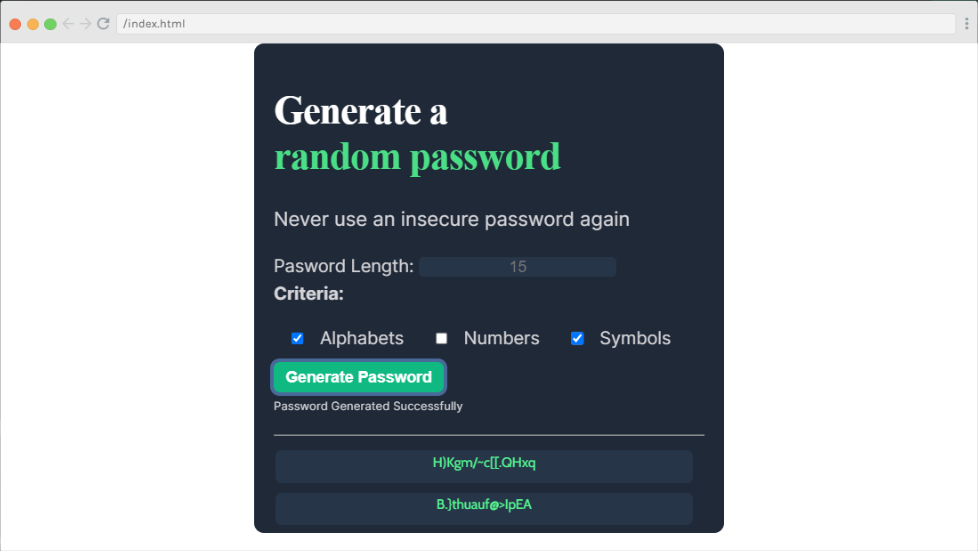 /index.html
Generate a
random password
Never use an insecure password again
Pasword Length: 15
Criteria:
Alphabets Numbers Symbols
Generate Password
Password Generated Successfully
H)Kgm/~c[[.QHxq
B.}thuauf@>IpEA